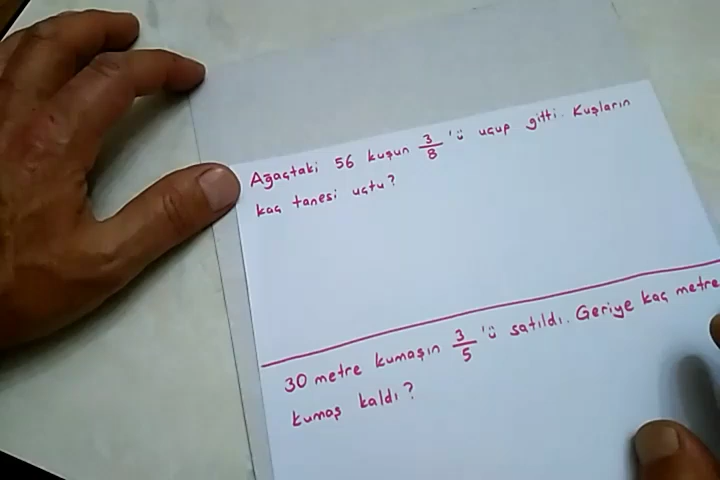 Ağaçtaki 56 kuşun 3/8 'ü uçup gitti. Kuşların
kaç tanesi uçtu?
30 metre kumaşın 3/5 'ü satıldı. Geriye kaç metre
kumaş kaldı?